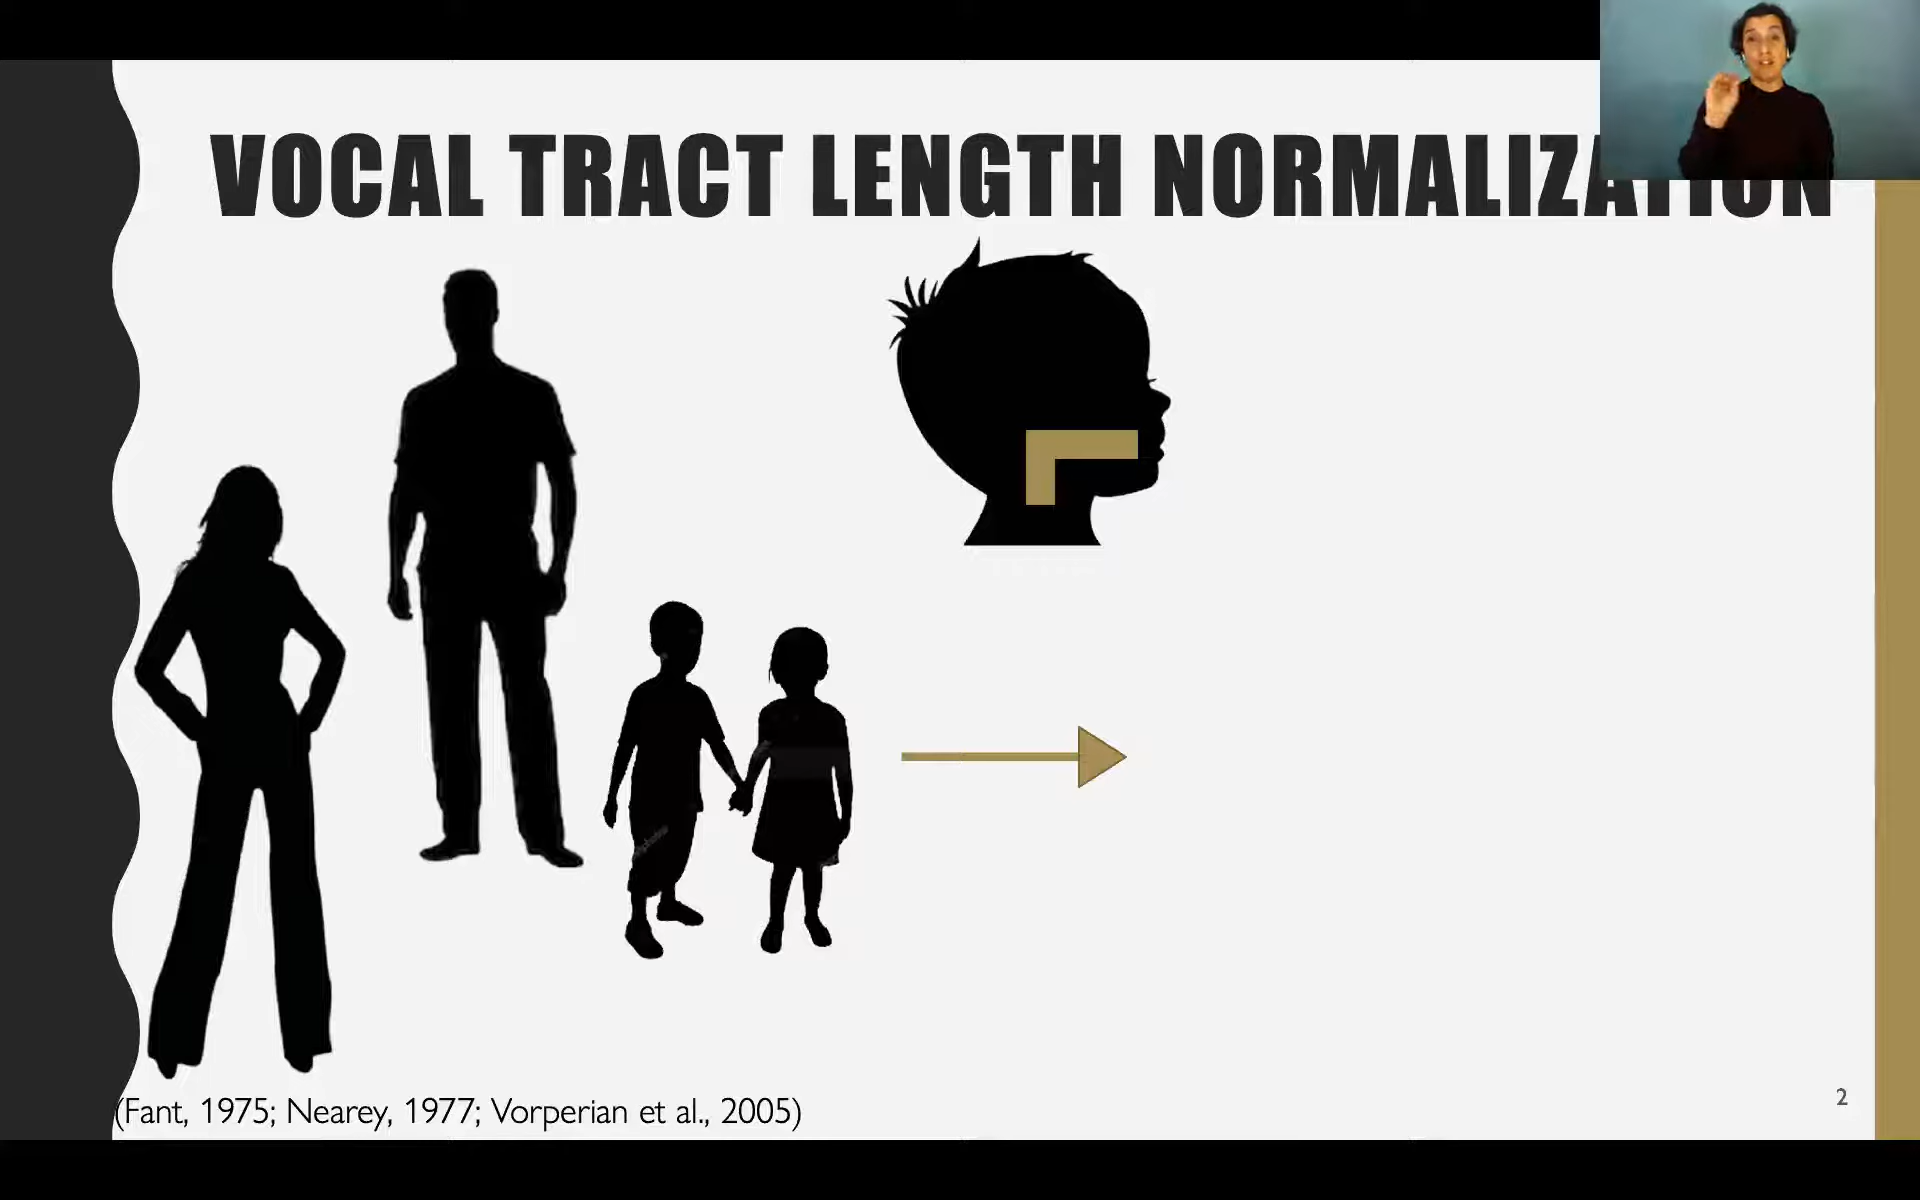 VOCAL TRACT LENGTH NORMALIZATION
(Fant, 1975; Nearey, 1977; Vorperian et al., 2005)
2